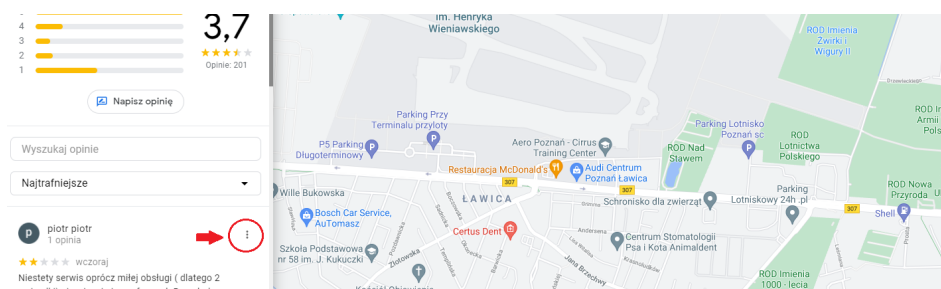 4
3
2
1
3,7
Opinie: 201
Napisz opinię
Wyszukaj opinie
Najtrafniejsze
p
piotr piotr
1 opinia
wczoraj
Niestety serwis oprócz miłej obsługi ( dlatego 2
im. Henryka
Wieniawskiego
ROD Imienia
Żwirki i
Wigury II
Parking Przy
Terminalu przyloty
P
P5 Parking
Długoterminowy
P
Aero Poznań - Cirrus
Training Center
Restauracja McDonald's
Audi Centrum
Poznań Ławica
ROD Nad
Stawem
Parking Lotnisko
Poznań sc
P
ROD
Lotnictwa
Polskiego
ROD
Armii
307
307
307
Wille Bukowska
ŁAWICA
Schronisko dla zwierząt
Parking
Lotniskowy 24h .pl
ROD Nowa
Przyroda
Shell
Bosch Car Service,
AuTomasz
Certus Dent
Centrum Stomatologii
Psa i Kota Animaldent
Szkoła Podstawowa
nr 58 im. J. Kukuczki
Złotowska
Jana Brzechwy
ROD Imienia
1000 - lecia